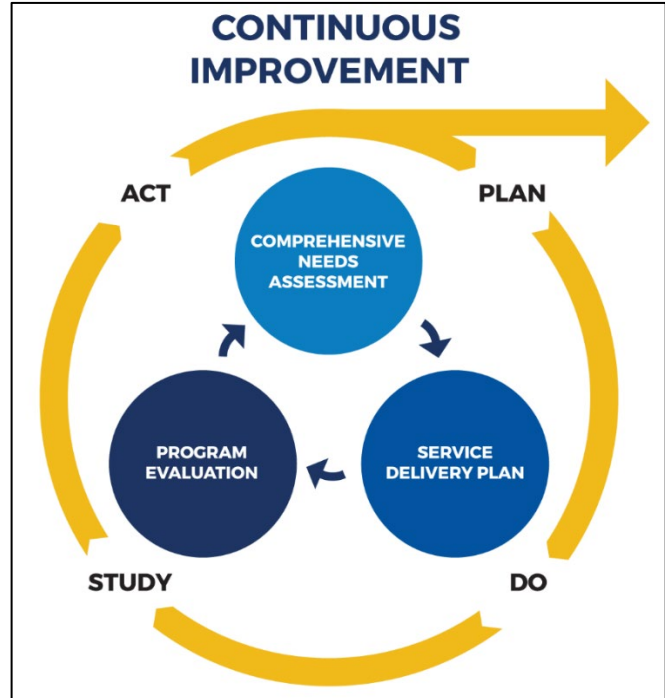 CONTINUOUS
IMPROVEMENT
ACT
PLAN
COMPREHENSIVE
NEEDS
ASSESSMENT
PROGRAM
EVALUATION
SERVICE
DELIVERY PLAN
STUDY
DO